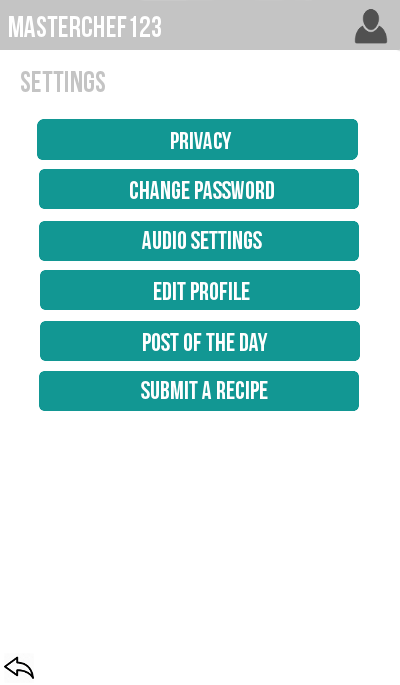 MASTERCHEF123
SETTINGS
PRIVACY
CHANGE PASSWORD
AUDIO SETTINGS
EDIT PROFILE
POST OF THE DAY
SUBMIT A RECIPE